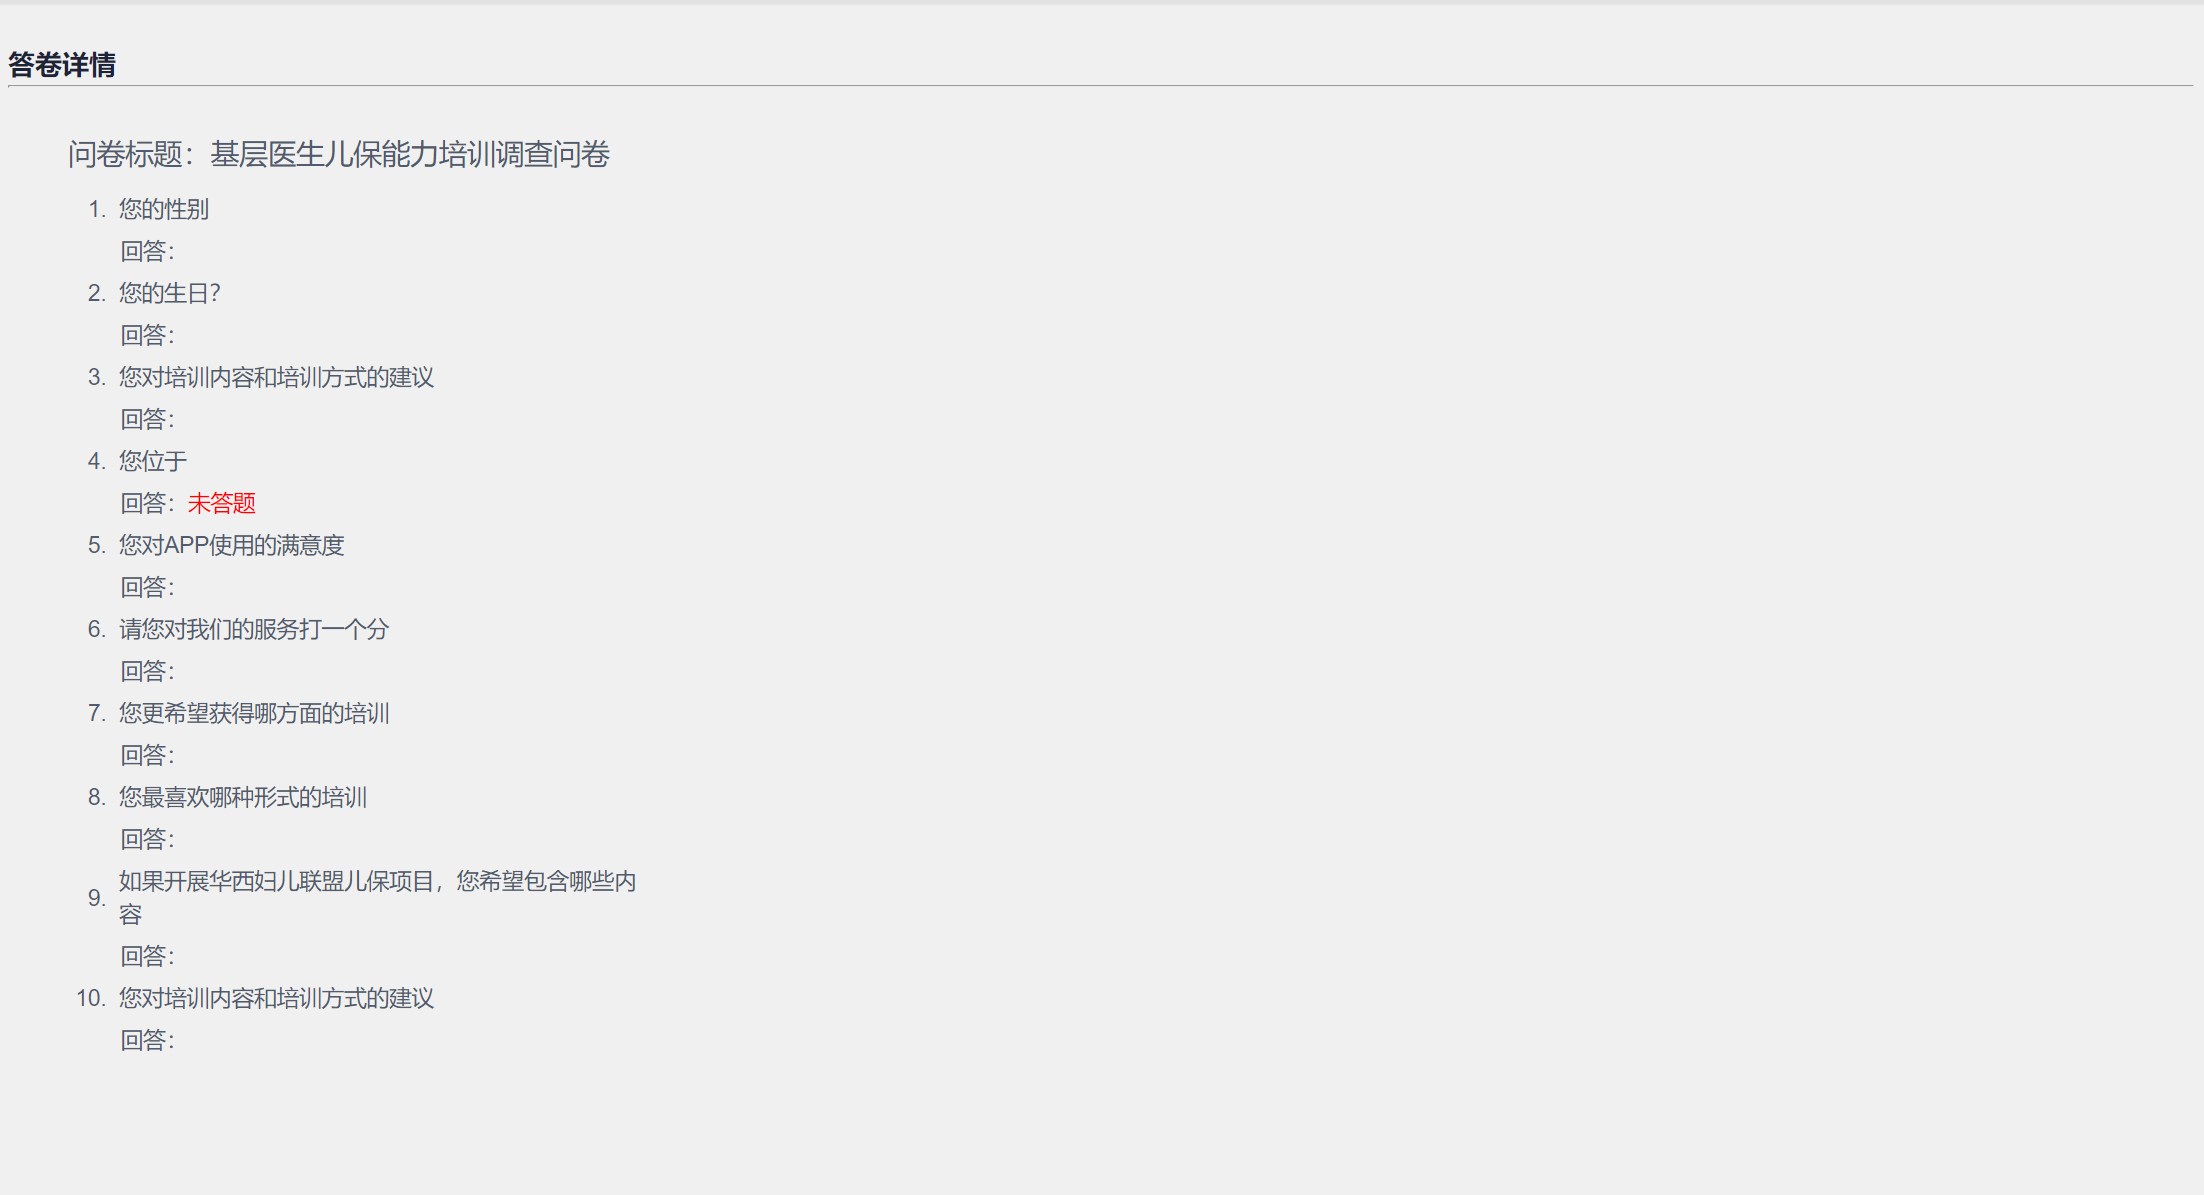 答卷详情
问卷标题：基层医生儿保能力培训调查问卷
1. 您的性别
回答：
2. 您的生日？
回答：
3. 您对培训内容和培训方式的建议
回答：
4. 您位于
回答：未答题
5. 您对APP使用的满意度
回答：
6. 请您对我们的服务打一个分
回答：
7. 您更希望获得哪方面的培训
回答：
8. 您最喜欢哪种形式的培训
回答：
9. 如果开展华西妇儿联盟儿保项目，您希望包含哪些内
容
回答：
10. 您对培训内容和培训方式的建议
回答：